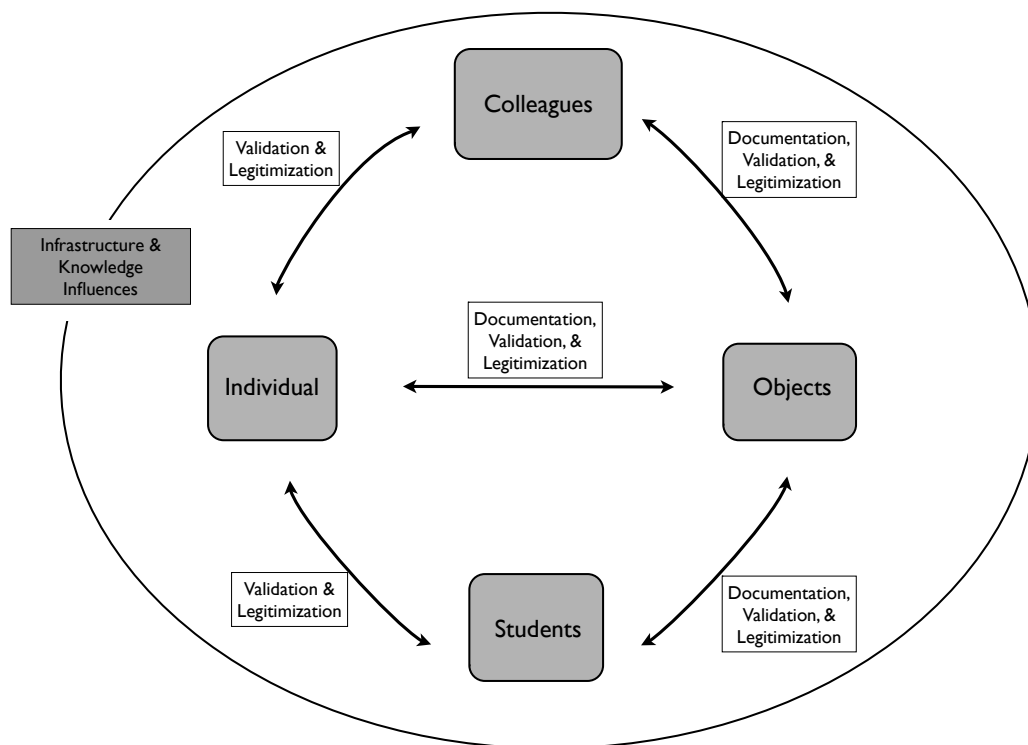 Colleagues
Validation &
Legitimization
Documentation,
Validation, &
Legitimization
Infrastructure &
Knowledge
Influences
Documentation,
Validation, &
Legitimization
Individual
Objects
Validation &
Legitimization
Documentation,
Validation, &
Legitimization
Students